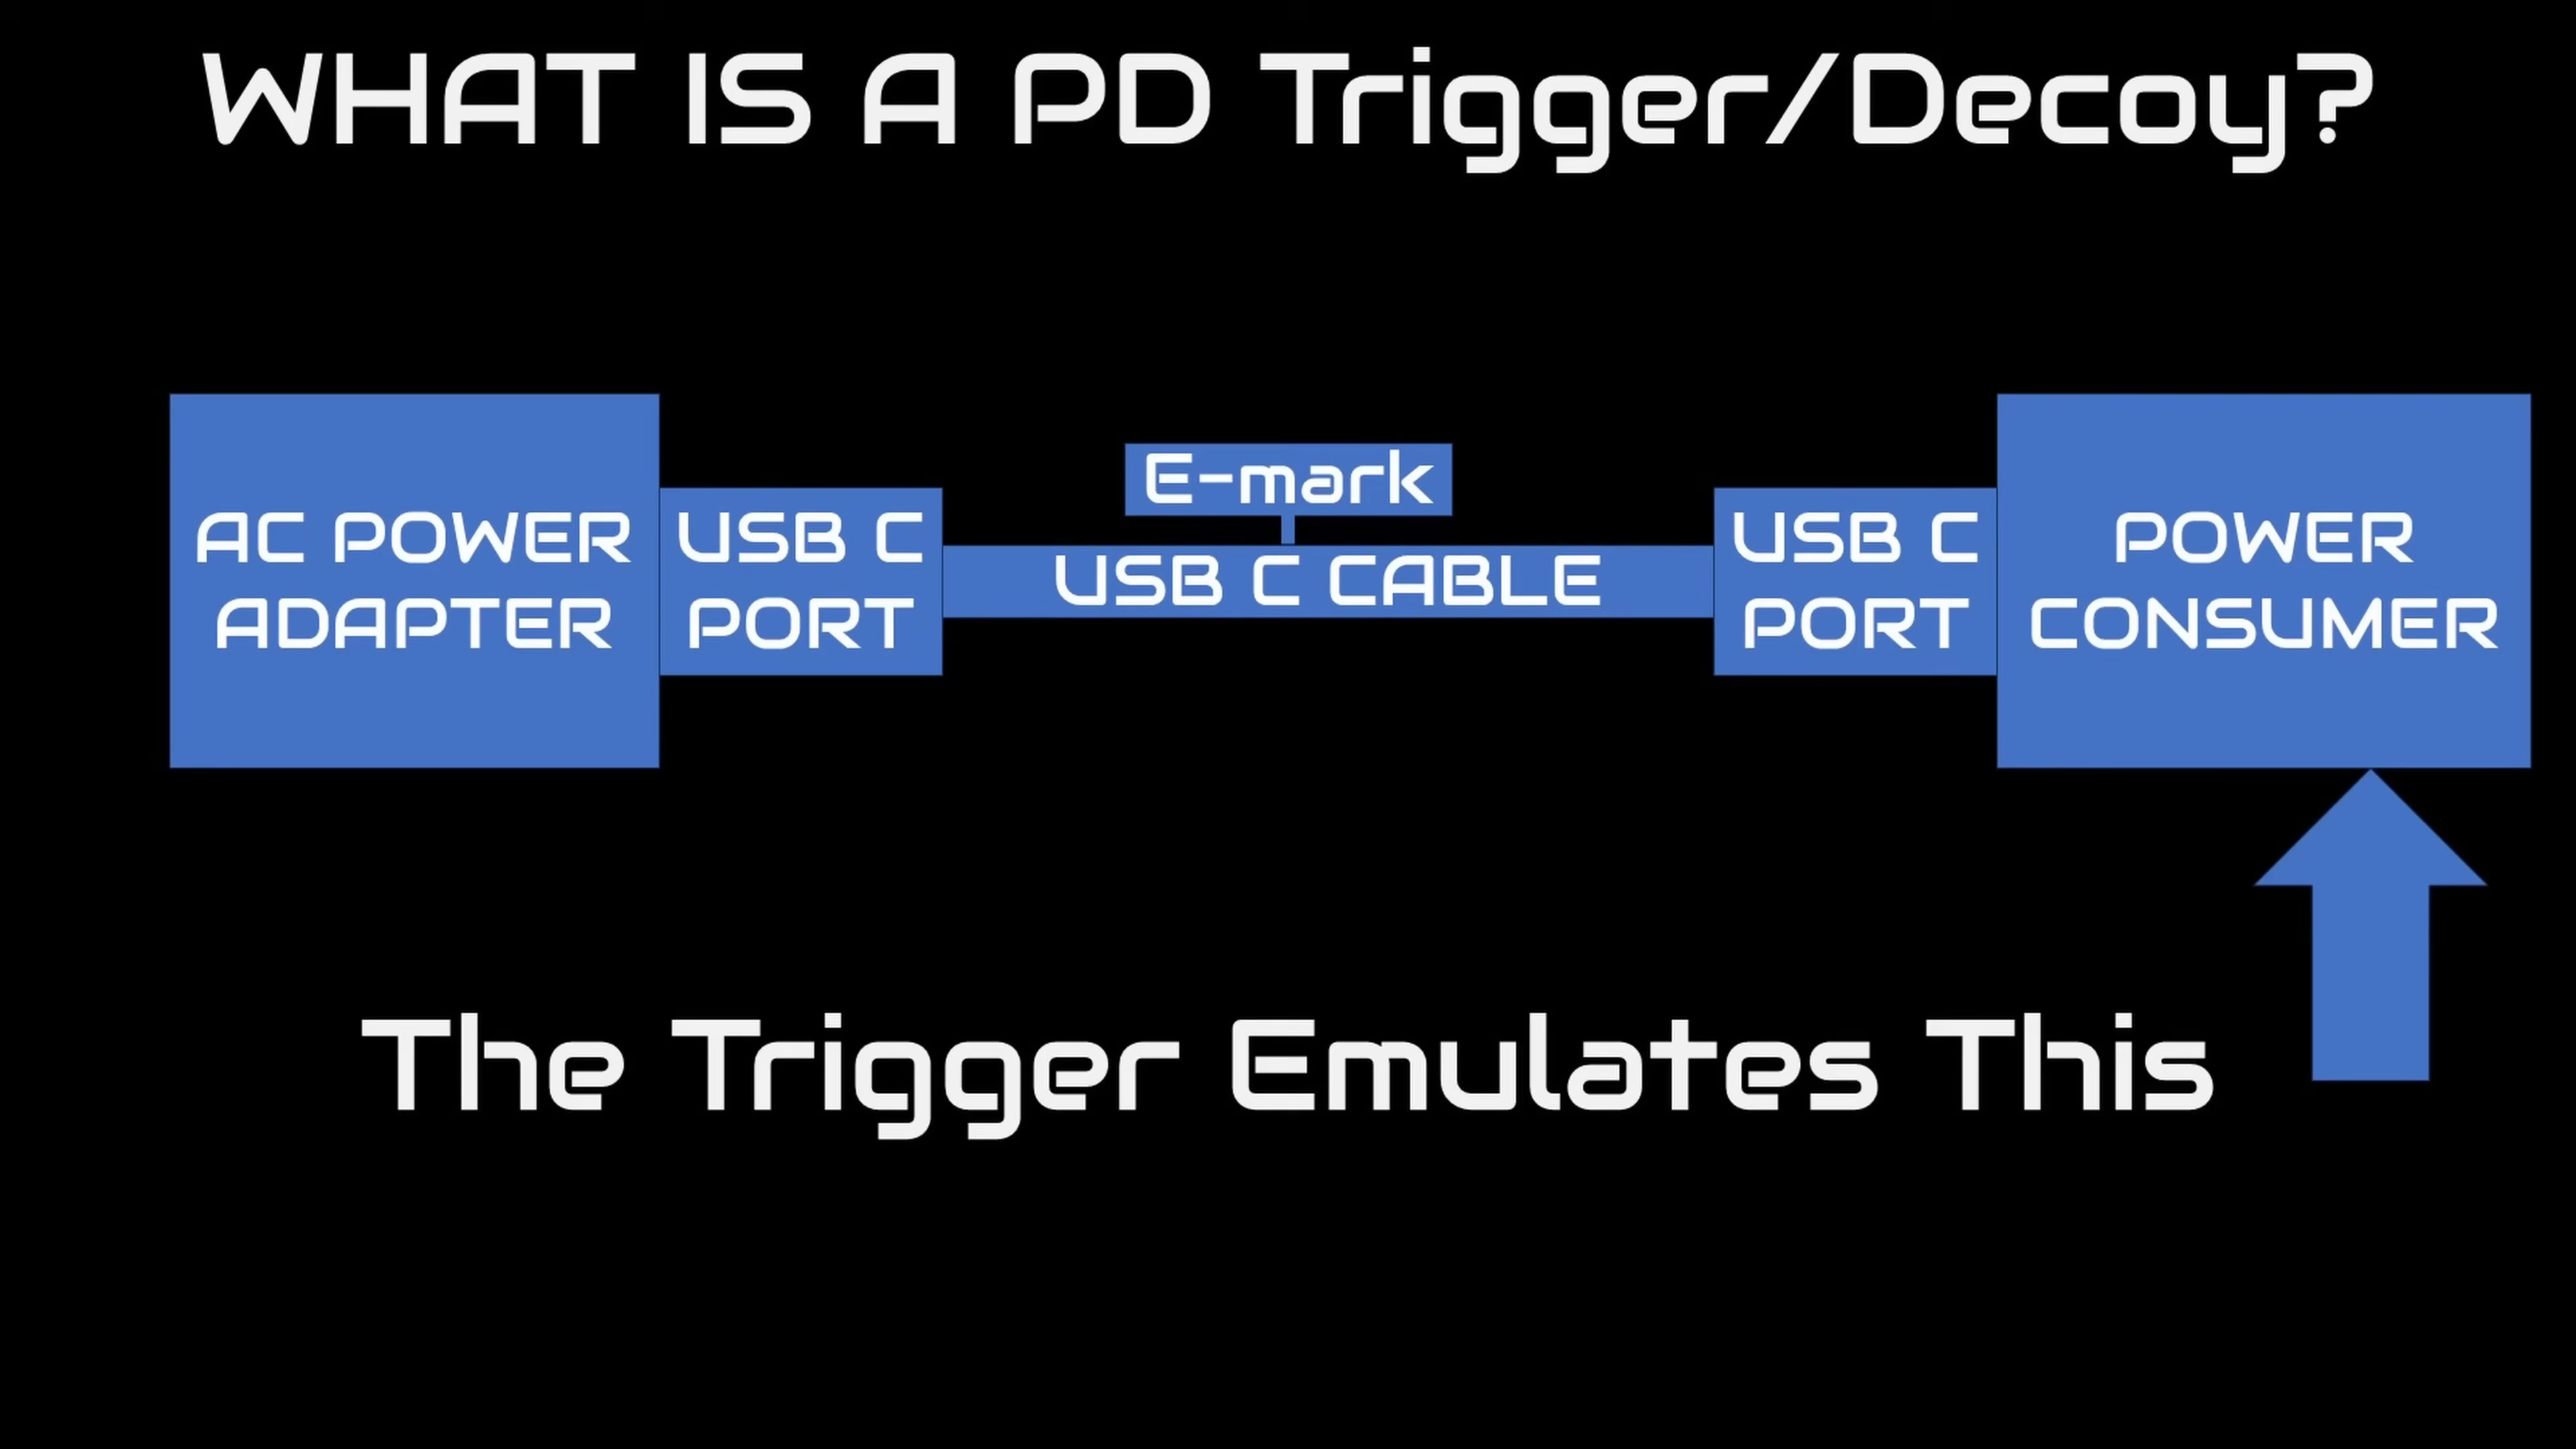 WHAT IS A PD Trigger/Decoy?
E-mark
AC POWER
ADAPTER
USB C
PORT
USB C CABLE
USB C
PORT
POWER
CONSUMER
The Trigger Emulates This